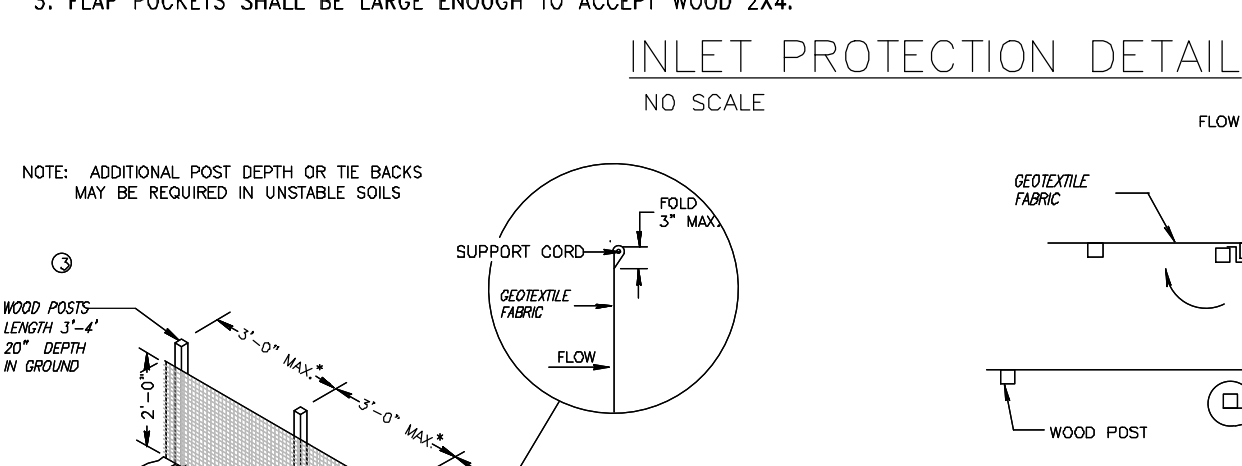 3. FLAP POCKETS SHALL BE LARGE ENOUGH TO ACCEPT WOOD 2X4.
INLET PROTECTION DETAIL
NO SCALE
FLOW
NOTE: ADDITIONAL POST DEPTH OR TIE BACKS
MAY BE REQUIRED IN UNSTABLE SOILS
GEOTEXTILE
FABRIC
FOLD
3" MAX.
SUPPORT CORD
3
GEOTEXTILE
FABRIC
WOOD POSTS
LENGTH 3'-4'
20" DEPTH
IN GROUND
3'-0" MAX.*
FLOW
2'-0"
3'-0" MAX.*
WOOD POST